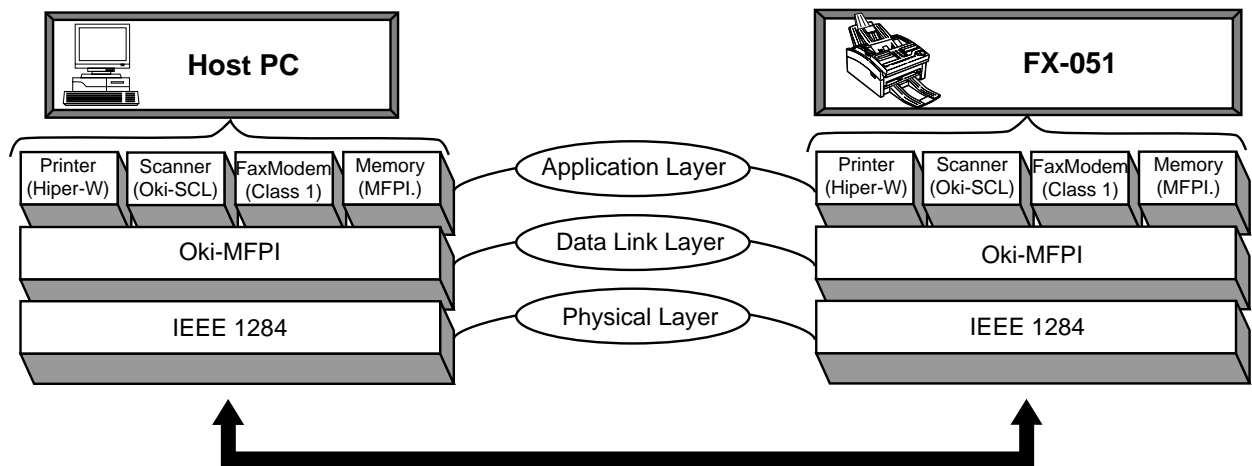 Host PC
FX-051
Printer
(Hiper-W)
Scanner
(Oki-SCL)
FaxModem
(Class 1)
Memory
(MFPI.)
Application Layer
Printer
(Hiper-W)
Scanner
(Oki-SCL)
FaxModem
(Class 1)
Memory
(MFPI.)
Oki-MFPI
Data Link Layer
Oki-MFPI
IEEE 1284
Physical Layer
IEEE 1284